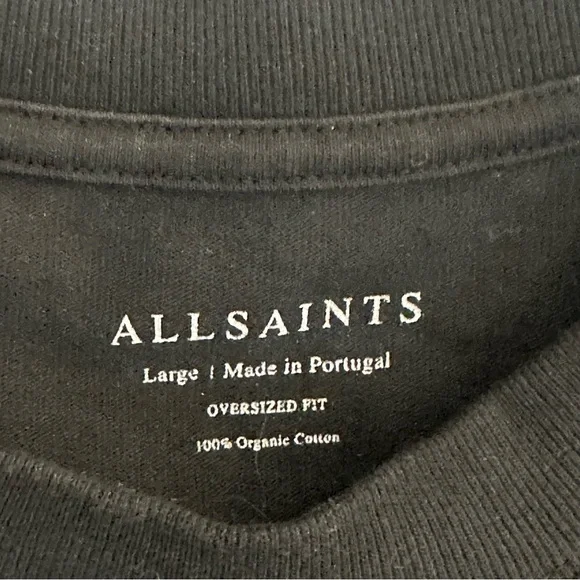 ALLSAINTS
Large | Made in Portugal
OVERSIZED FIT
100% Organic Cotton